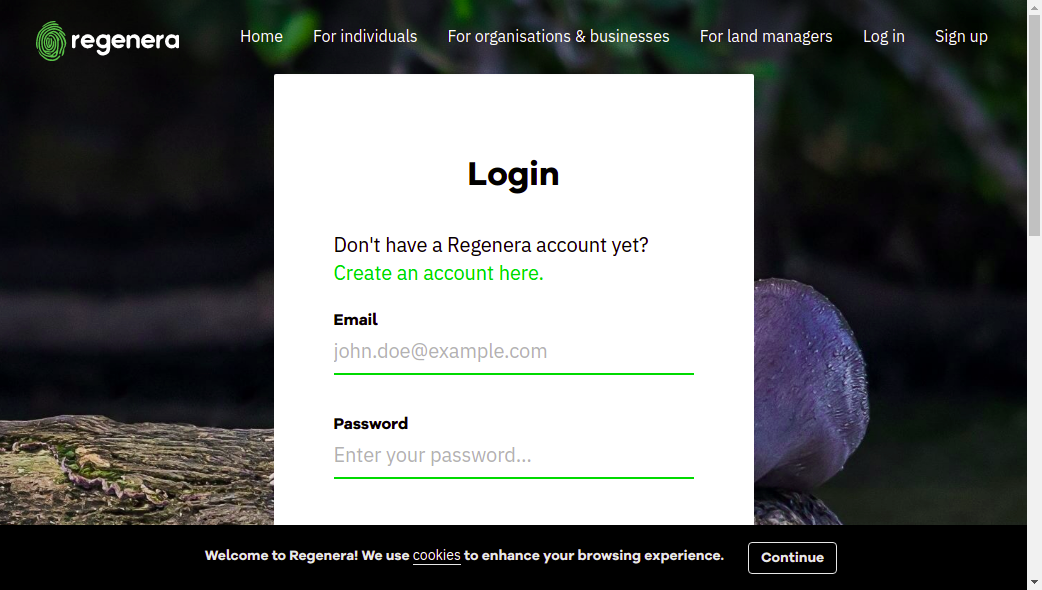 regenera
Home For individuals For organisations & businesses For land managers Log in Sign up
Login
Don't have a Regenera account yet?
Create an account here.
Email
john.doe@example.com
Password
Enter your password...
Welcome to Regenera! We use cookies to enhance your browsing experience. Continue